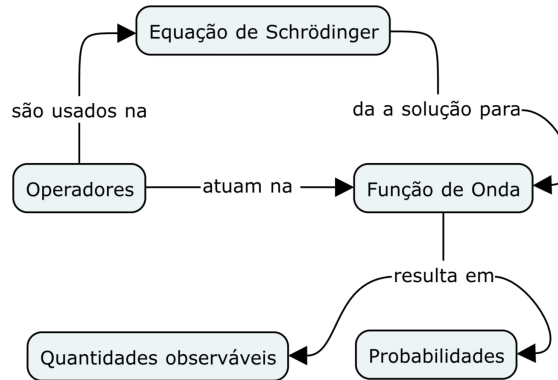 Equação de Schrödinger
são usados na
da a solução para
Operadores
atuam na
Função de Onda
resulta em
Quantidades observáveis
Probabilidades